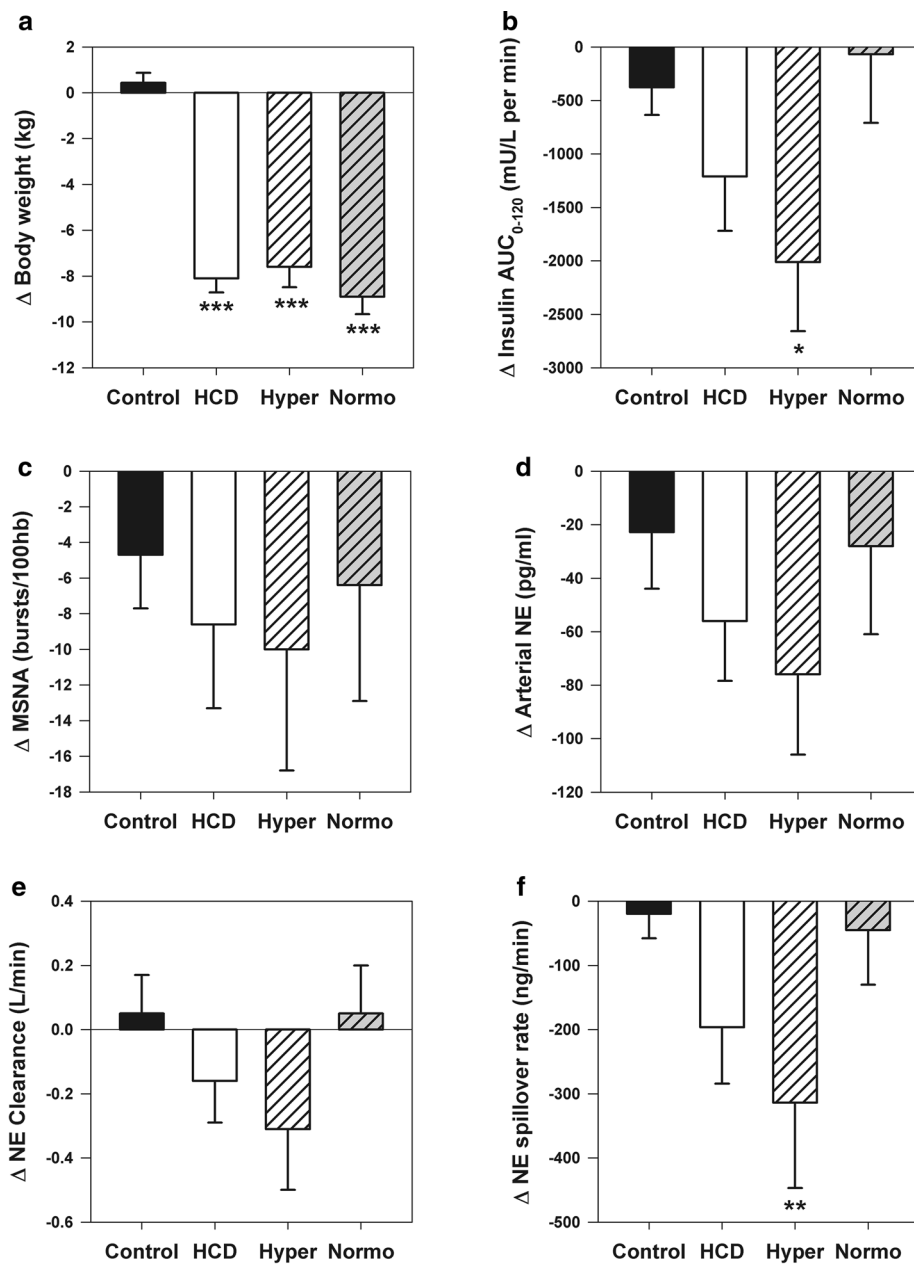 a
2
0
-2
-4
-6
-8
-10
-12
Δ Body weight (kg)
***
***
***
Control HCD Hyper Normo
b
0
-500
-1000
-1500
-2000
-2500
-3000
Δ Insulin AUC0-120 (mU/L per min)
*
Control HCD Hyper Normo
c
0
-2
-4
-6
-8
-10
-12
-14
-16
-18
Δ MSNA (bursts/100hb)
Control HCD Hyper Normo
d
0
-20
-40
-60
-80
-100
-120
Δ Arterial NE (pg/ml)
Control HCD Hyper Normo
e
0.4
0.2
0.0
-0.2
-0.4
-0.6
Δ NE Clearance (L/min)
Control HCD Hyper Normo
f
0
-100
-200
-300
-400
-500
Δ NE spillover rate (ng/min)
**
Control HCD Hyper Normo